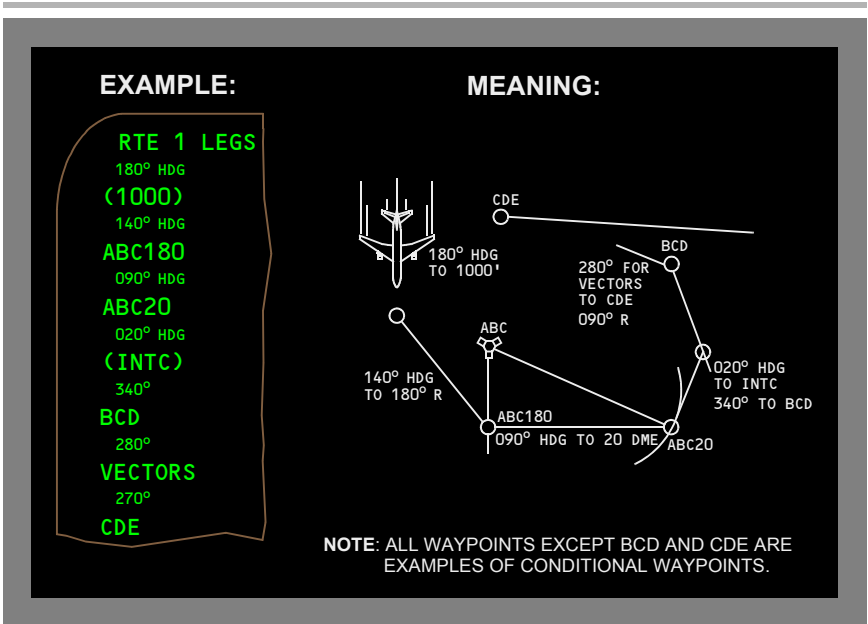 EXAMPLE:
RTE 1 LEGS
180° HDG
(1000)
140° HDG
ABC180
090° HDG
ABC20
020° HDG
(INTC)
340°
BCD
280°
VECTORS
270°
CDE
MEANING:
CDE
180° HDG
TO 1000'
BCD
280° FOR
VECTORS
TO CDE
090° R
ABC
140° HDG
TO 180° R
020° HDG
TO INTC
340° TO BCD
ABC180
090° HDG TO 20 DME
ABC20
NOTE: ALL WAYPOINTS EXCEPT BCD AND CDE ARE
EXAMPLES OF CONDITIONAL WAYPOINTS.